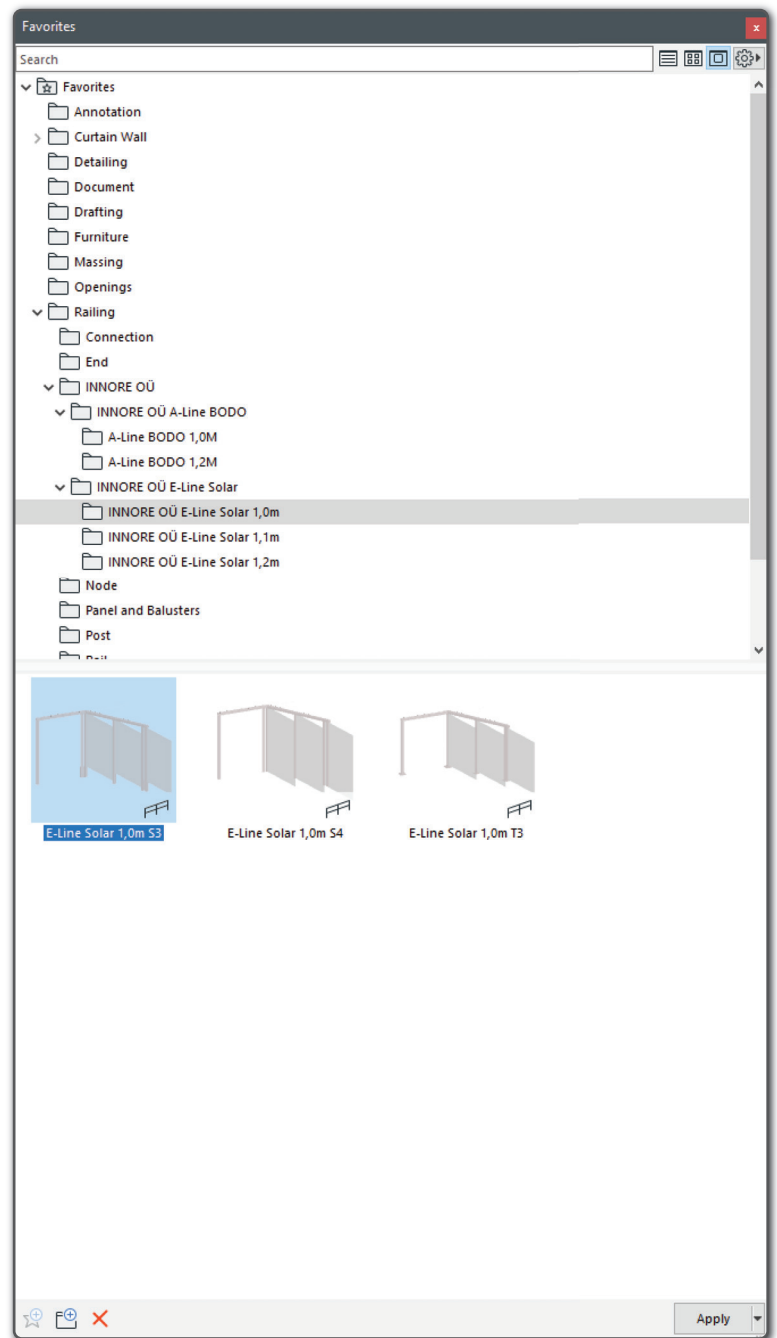 Favorites
x
Search
Favorites
Annotation
Curtain Wall
Detailing
Document
Drafting
Furniture
Massing
Openings
Railing
Connection
End
INNORE OÜ
INNORE OÜ A-Line BODO
A-Line BODO 1,0M
A-Line BODO 1,2M
INNORE OÜ E-Line Solar
INNORE OÜ E-Line Solar 1,0m
INNORE OÜ E-Line Solar 1,1m
INNORE OÜ E-Line Solar 1,2m
Node
Panel and Balusters
Post
E-Line Solar 1,0m S3
E-Line Solar 1,0m S4
E-Line Solar 1,0m T3
Apply